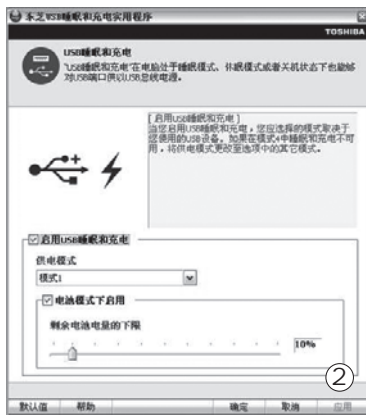 东芝USB睡眠和充电实用程序
TOSHIBA
USB睡眠和充电
"USB睡眠和充电"在电脑处于睡眠模式、休眠模式或者关机状态下也能够
对USB端口供以USB总线电源。
[ 启用USB睡眠和充电 ]
当您启用USB睡眠和充电，您应选择的模式取决于
您使用的USB设备。如果在模式4中睡眠和充电不可
用，将供电模式更改至选项中的其它模式。
启用USB睡眠和充电
供电模式
模式1
电池模式下启用
剩余电池电量的下限
10%
②
默认值 帮助 确定 取消 应用